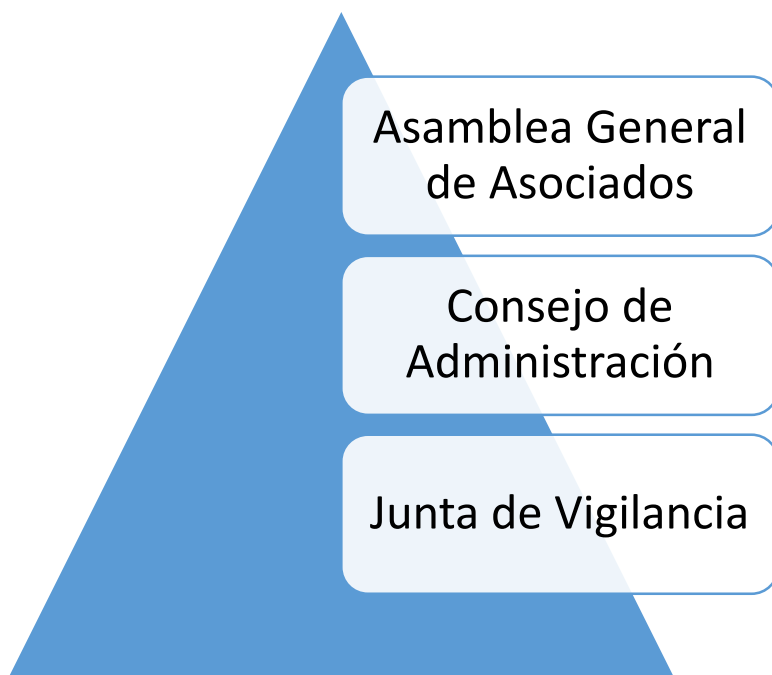 Asamblea General
de Asociados
Consejo de
Administración
Junta de Vigilancia